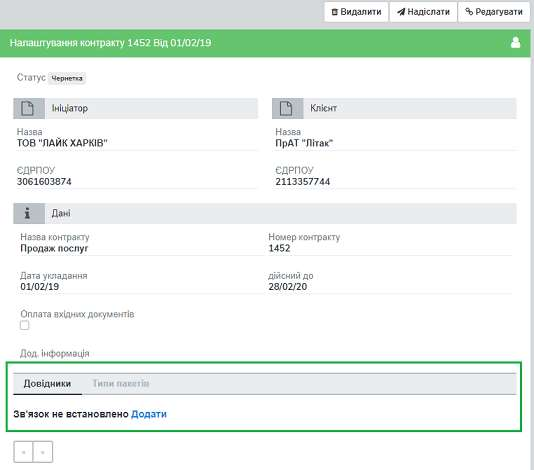 Видалити Надіслати Редагувати
Налаштування контракту 1452 Від 01/02/19
Статус Чернетка
Ініціатор Клієнт
Назва Назва
ТОВ "ЛАЙК ХАРКІВ" ПрАТ "Літак"
ЄДРПОУ ЄДРПОУ
3061603874 2113357744
Дані
Назва контракту Номер контракту
Продаж послуг 1452
Дата укладання дійсний до
01/02/19 28/02/20
Оплата вхідних документів
Дод. інформація
Довідники Типи пакетів
Зв'язок не встановлено Додати
« »